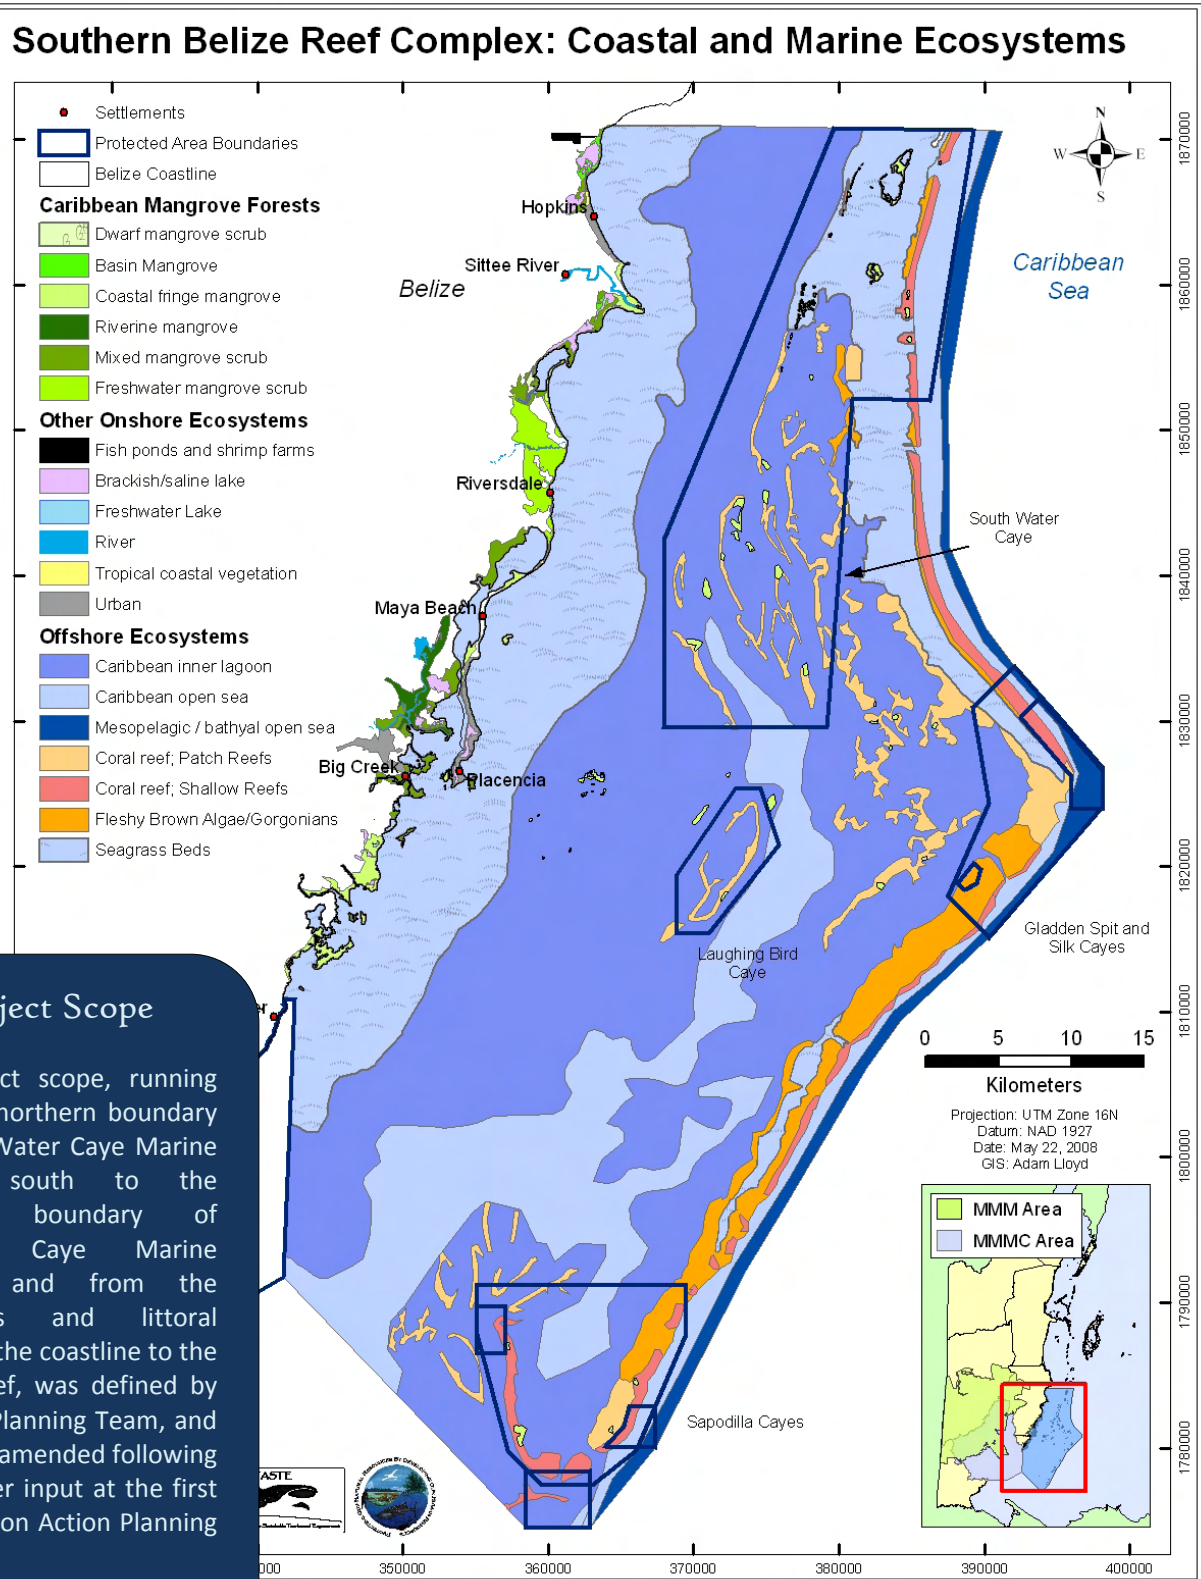 Southern Belize Reef Complex: Coastal and Marine Ecosystems
Settlements
Protected Area Boundaries
Belize Coastline
Caribbean Mangrove Forests
Dwarf mangrove scrub
Basin Mangrove
Coastal fringe mangrove
Riverine mangrove
Mixed mangrove scrub
Freshwater mangrove scrub
Other Onshore Ecosystems
Fish ponds and shrimp farms
Brackish/saline lake
Freshwater Lake
River
Tropical coastal vegetation
Urban
Offshore Ecosystems
Caribbean inner lagoon
Caribbean open sea
Mesopelagic / bathyal open sea
Coral reef; Patch Reefs
Coral reef; Shallow Reefs
Fleshy Brown Algae/Gorgonians
Seagrass Beds
N
W E
S
Hopkins
Sittee River
Belize
Caribbean
Sea
Riversdale
South Water
Caye
Maya Beach
Big Creek
Placencia
Laughing Bird
Caye
Gladden Spit and
Silk Cayes
Sapodilla Cayes
er
0 5 10 15
Kilometers
Projection: UTM Zone 16N
Datum: NAD 1927
Date: May 22, 2008
GIS: Adam Lloyd
MMM Area
MMMC Area
ject Scope
ct scope, running
northern boundary
Water Caye Marine
south to the
boundary of
Caye Marine
and from the
s and littoral
the coastline to the
ef, was defined by
Planning Team, and
amended following
er input at the first
on Action Planning
ASTE
1870000
1860000
1850000
1840000
1830000
1820000
1810000
1800000
1790000
1780000
000 350000 360000 370000 380000 390000 400000